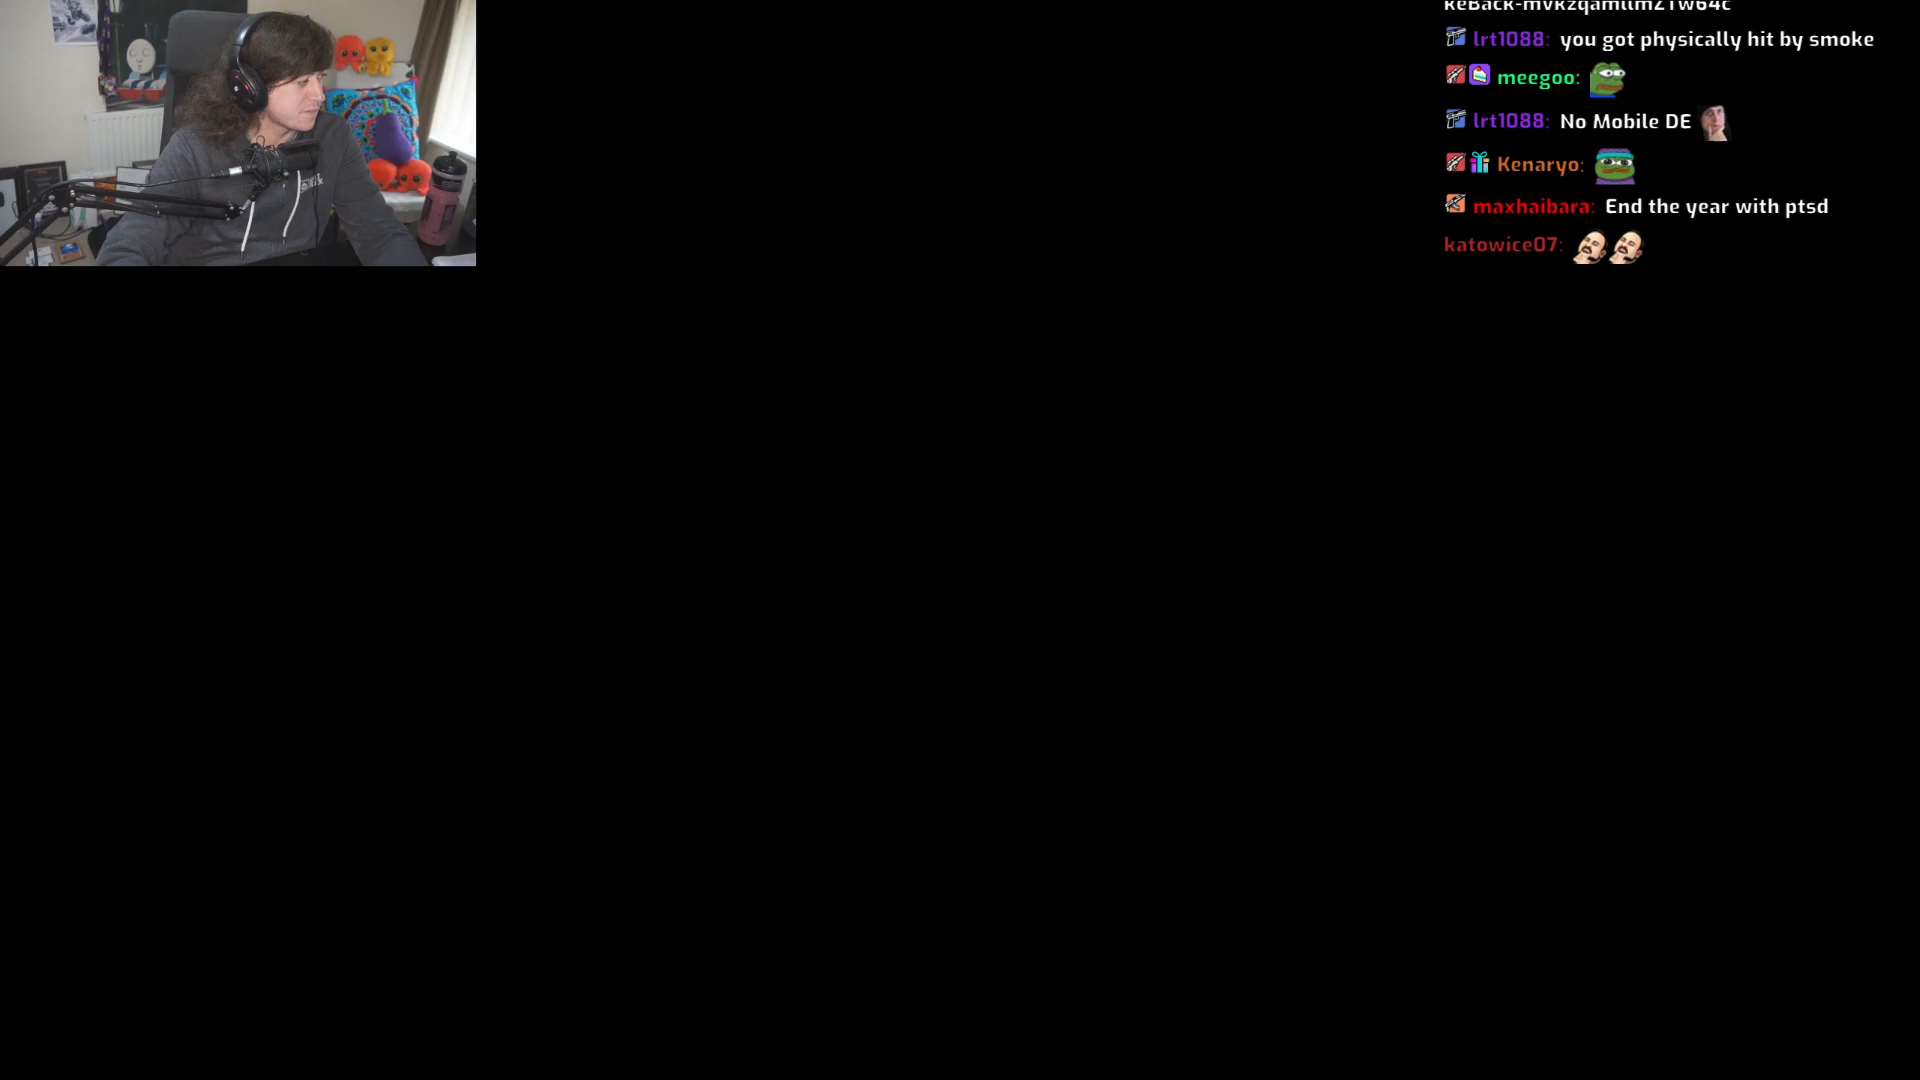 lrt1088: you got physically hit by smoke
meegoo:
lrt1088: No Mobile DE
Kenaryo:
maxhaibara: End the year with ptsd
katowice07: